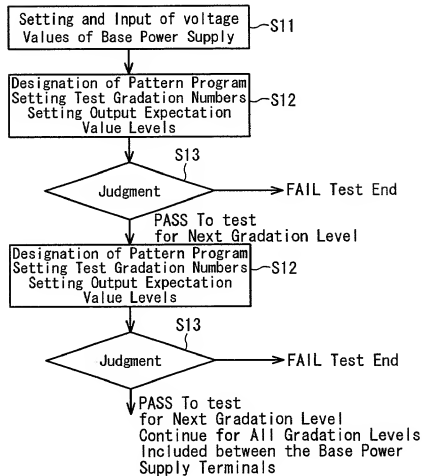 Setting and Input of voltage
Values of Base Power Supply
S11
Designation of Pattern Program
Setting Test Gradation Numbers
Setting Output Expectation
Value Levels
S12
S13
Judgment
FAIL Test End
PASS To test
for Next Gradation Level
Designation of Pattern Program
Setting Test Gradation Numbers
Setting Output Expectation
Value Levels
S12
S13
Judgment
FAIL Test End
PASS To test
for Next Gradation Level
Continue for All Gradation Levels
Included between the Base Power
Supply Terminals